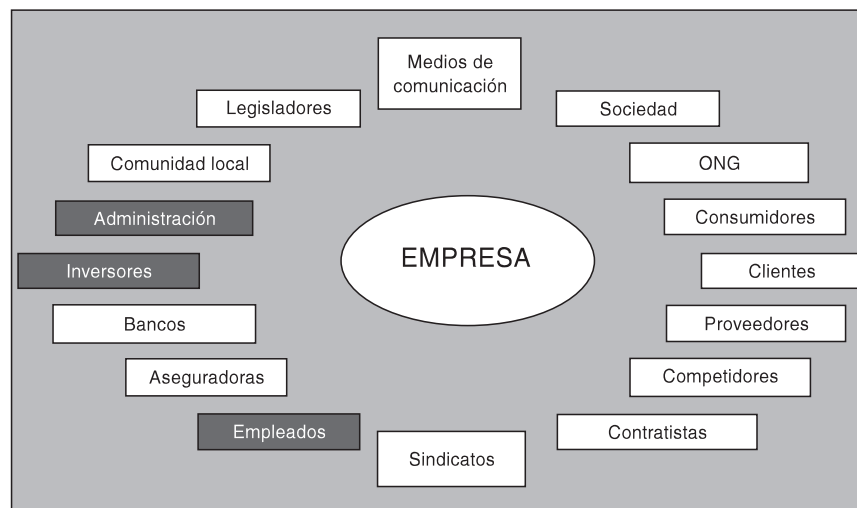 Medios de
comunicación
Legisladores
Sociedad
Comunidad local
ONG
Administración
Consumidores
EMPRESA
Inversores
Clientes
Bancos
Proveedores
Aseguradoras
Competidores
Empleados
Contratistas
Sindicatos